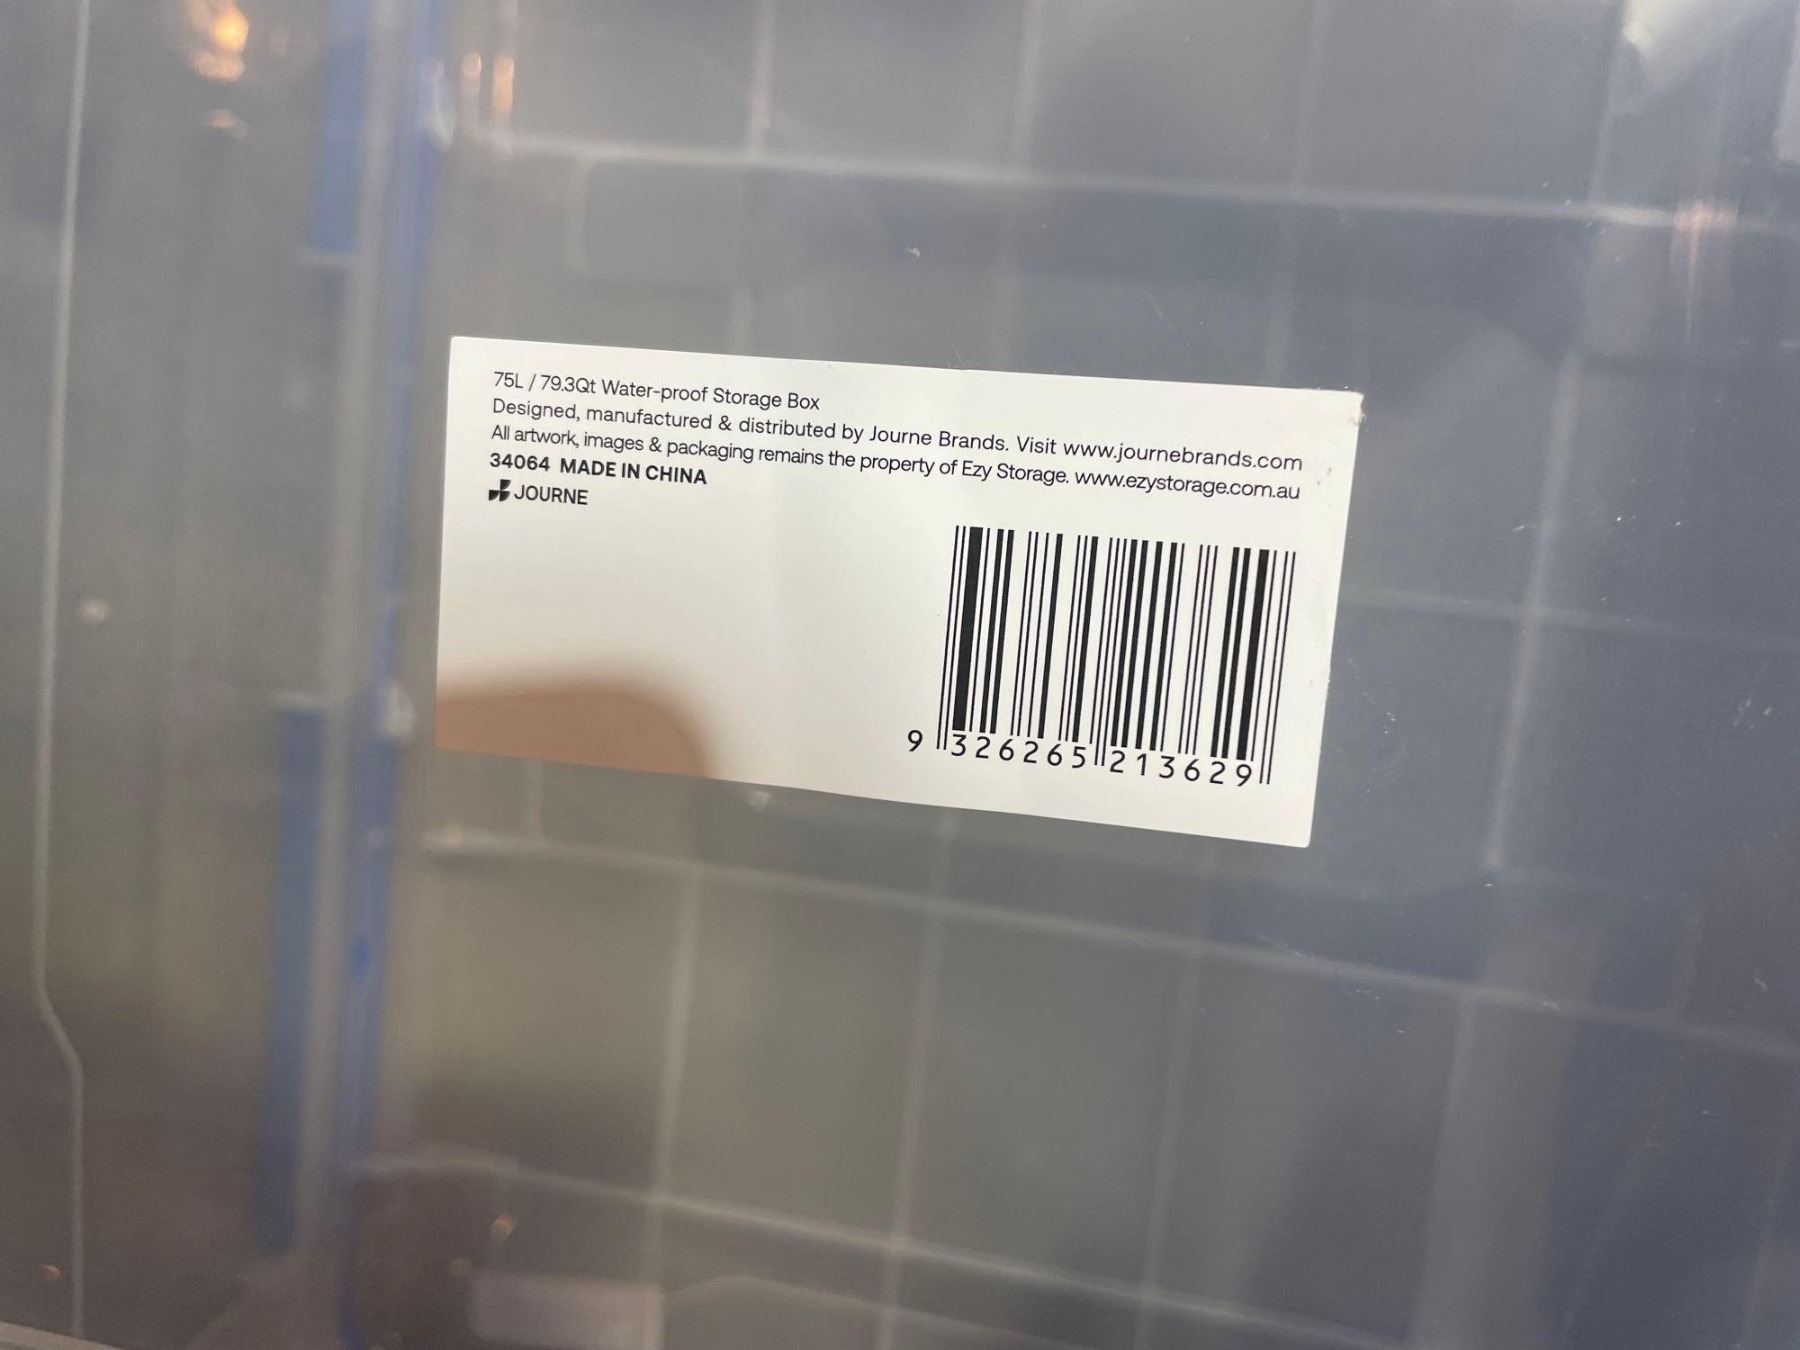 75L / 79.3Qt Water-proof Storage Box
Designed, manufactured & distributed by Journe Brands. Visit www.journebrands.com
All artwork, images & packaging remains the property of Ezy Storage. www.ezystorage.com.au
34064 MADE IN CHINA
JOURNE
9 326265 213629